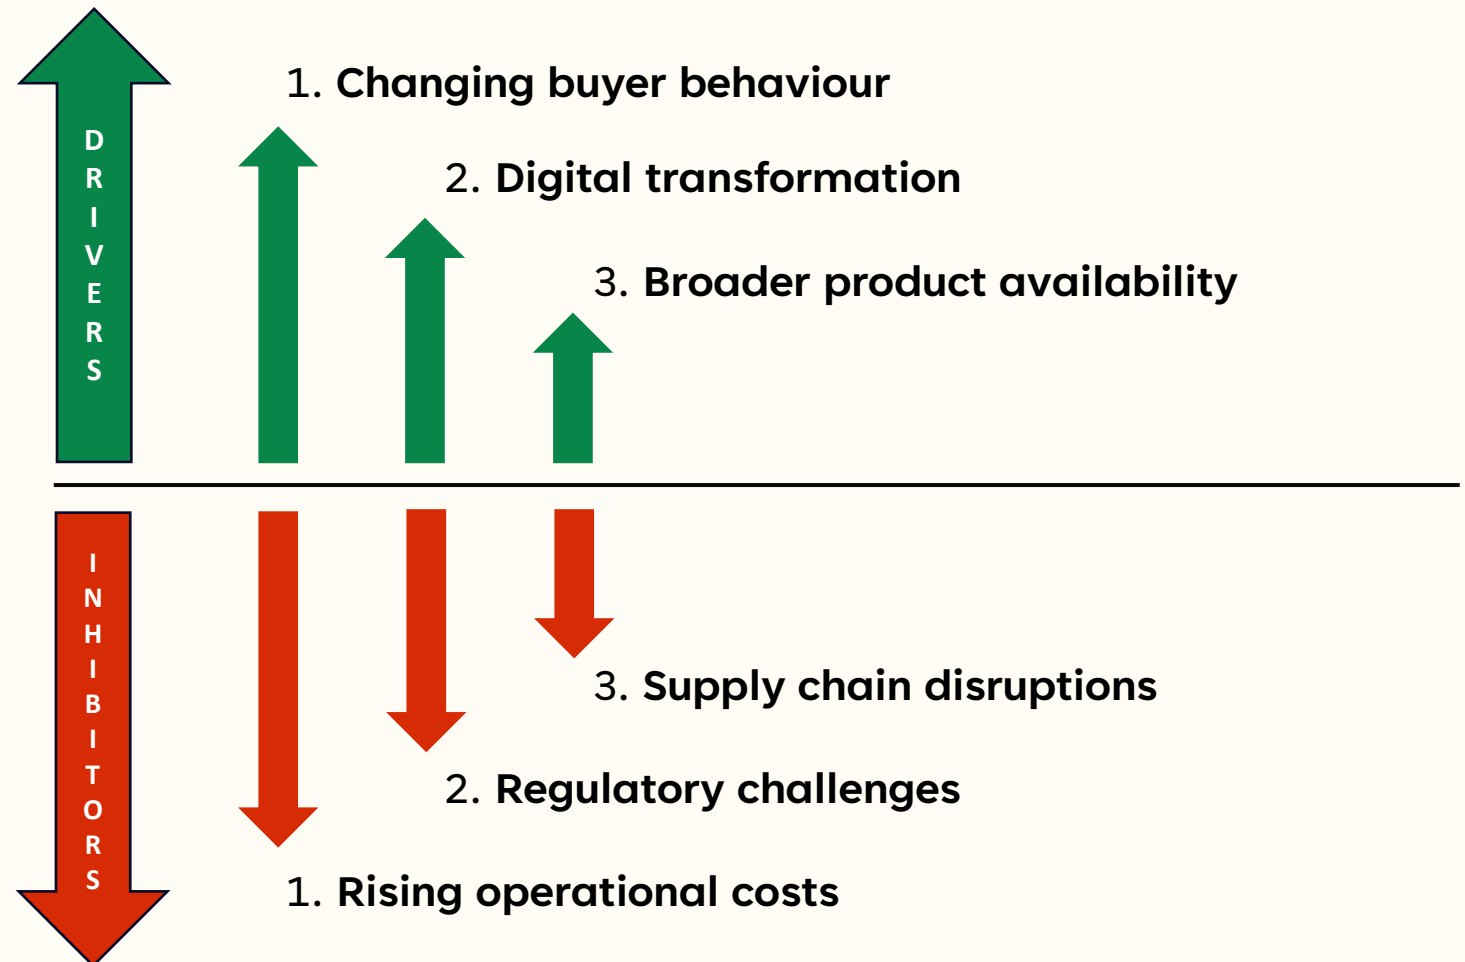 DRIVERS
1. Changing buyer behaviour
2. Digital transformation
3. Broader product availability
INHIBITORS
3. Supply chain disruptions
2. Regulatory challenges
1. Rising operational costs